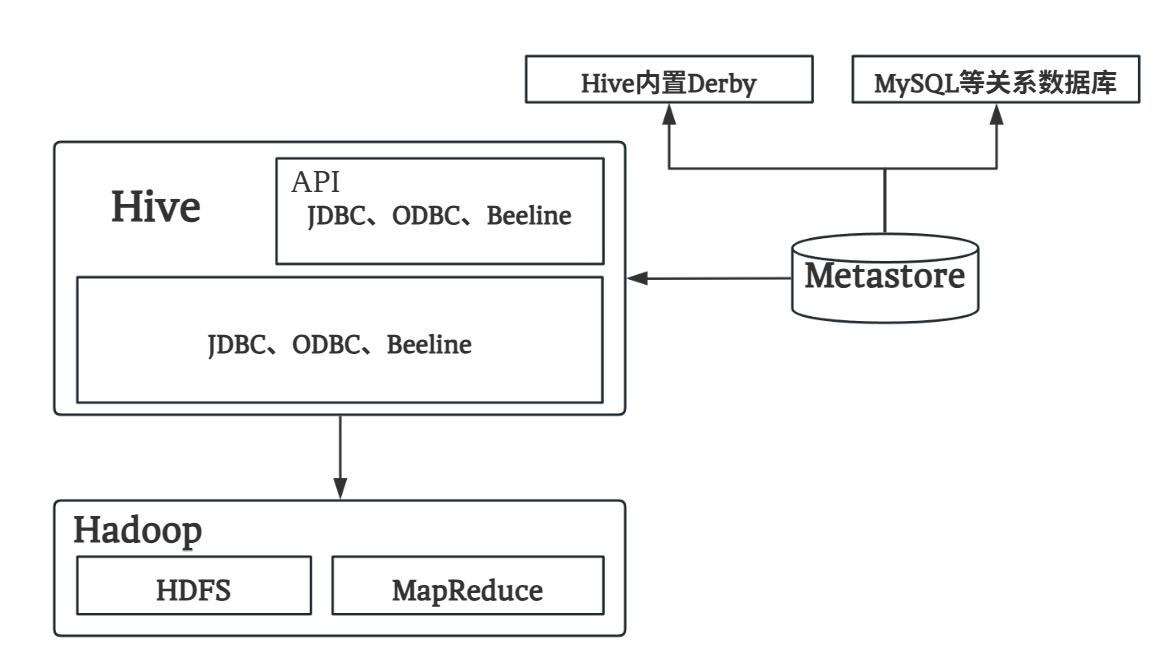 Hive内置Derby
MySQL等关系数据库
Hive
API
JDBC、ODBC、Beeline
Metastore
JDBC、ODBC、Beeline
Hadoop
HDFS
MapReduce